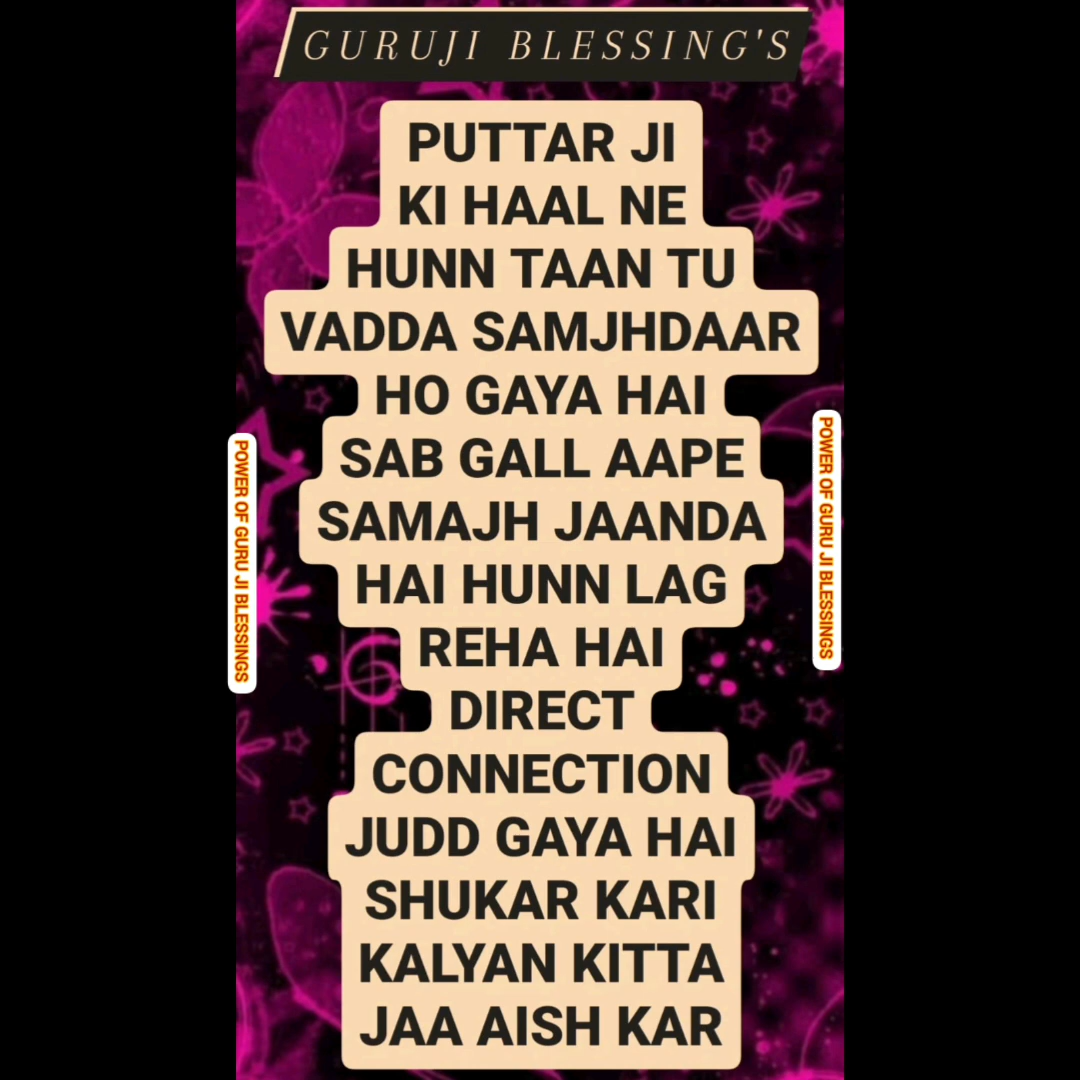 GURUJI BLESSING'S
PUTTAR JI
KI HAAL NE
HUNN TAAN TU
VADDA SAMJHDAAR
HO GAYA HAI
SAB GALL AAPE
SAMAJH JAANDA
HAI HUNN LAG
REHA HAI
DIRECT
CONNECTION
JUDD GAYA HAI
SHUKAR KARI
KALYAN KITTA
JAA AISH KAR
POWER OF GURU JI BLESSINGS
POWER OF GURU JI BLESSINGS